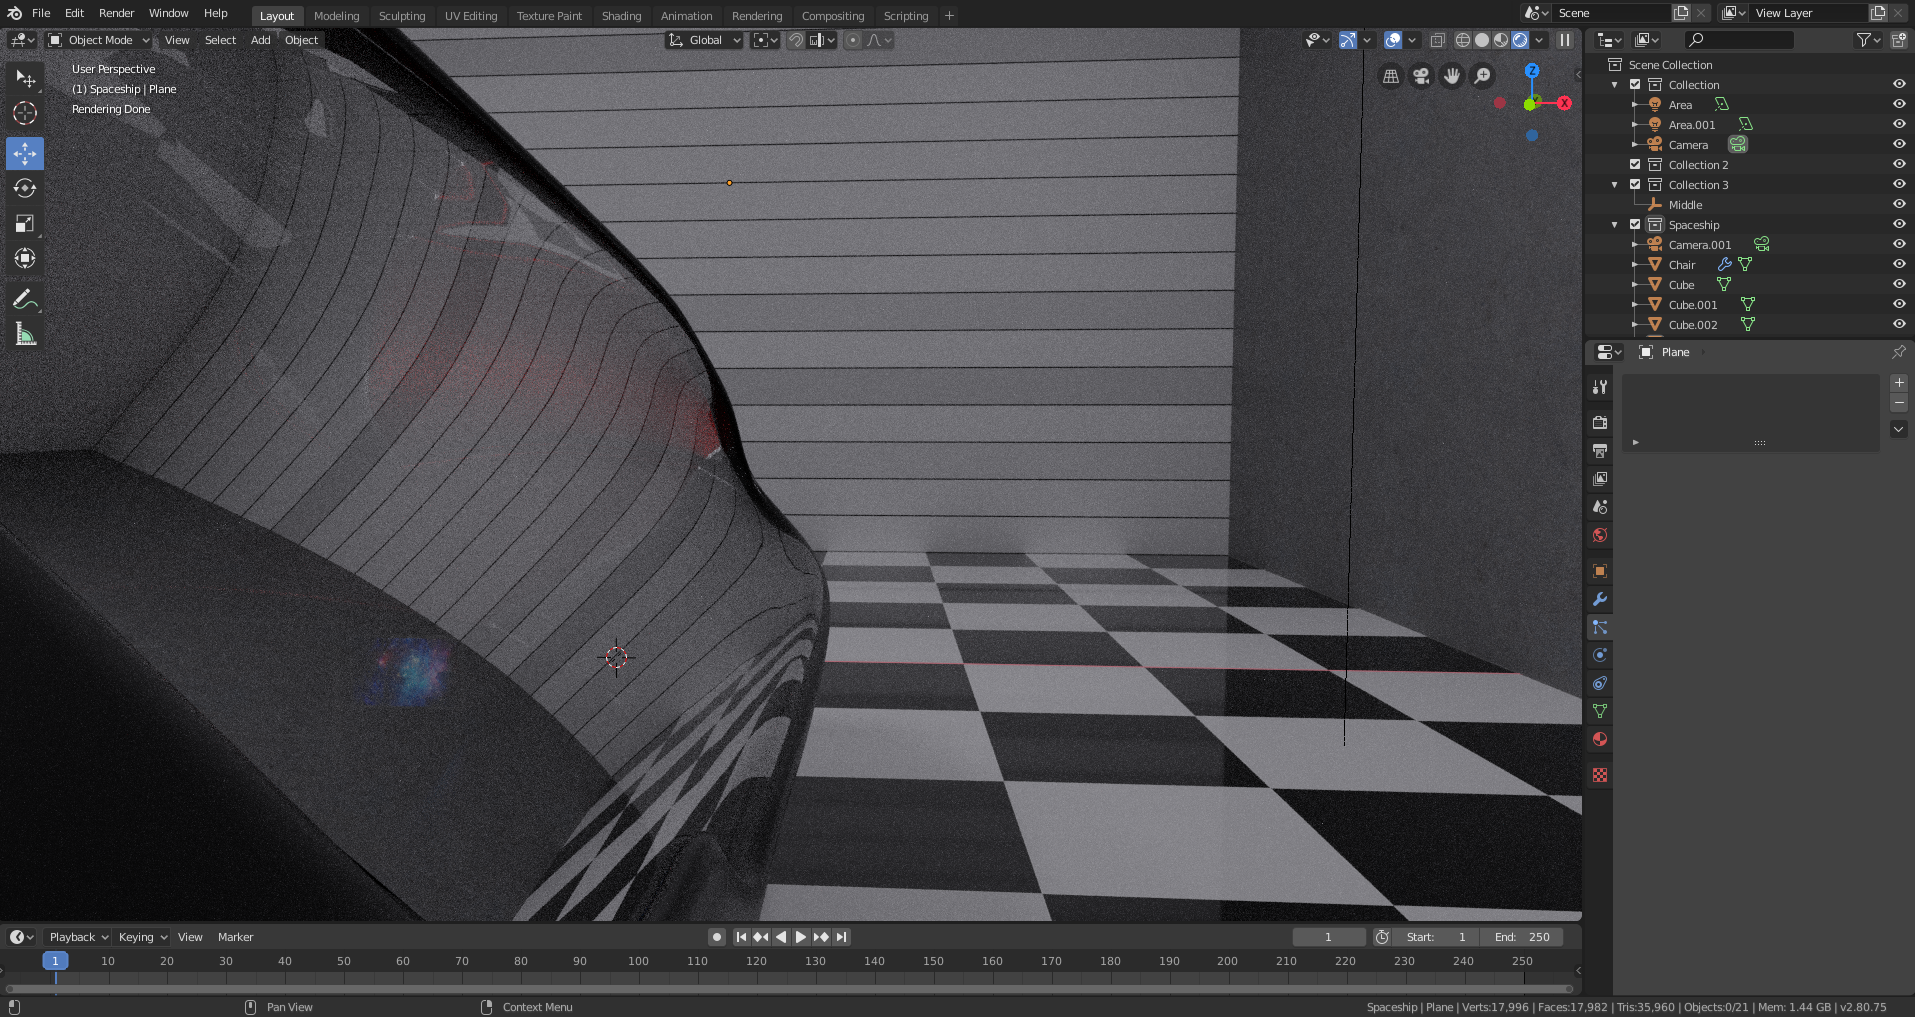 File Edit Render Window Help Layout Modeling Sculpting UV Editing Texture Paint Shading Animation Rendering Compositing Scripting + Scene View Layer
Object Mode View Select Add Object Global
User Perspective
(1) Spaceship | Plane
Rendering Done
Z
X
Scene Collection
Collection
Area
Area.001
Camera
Collection 2
Collection 3
Middle
Spaceship
Camera.001
Chair
Cube
Cube.001
Cube.002
Plane
Playback Keying View Marker 1 Start: 1 End: 250
1 10 20 30 40 50 60 70 80 90 100 110 120 130 140 150 160 170 180 190 200 210 220 230 240 250
Pan View Context Menu Spaceship | Plane | Verts:17,996 | Faces:17,982 | Tris:35,960 | Objects:0/21 | Mem: 1.44 GB | v2.80.75